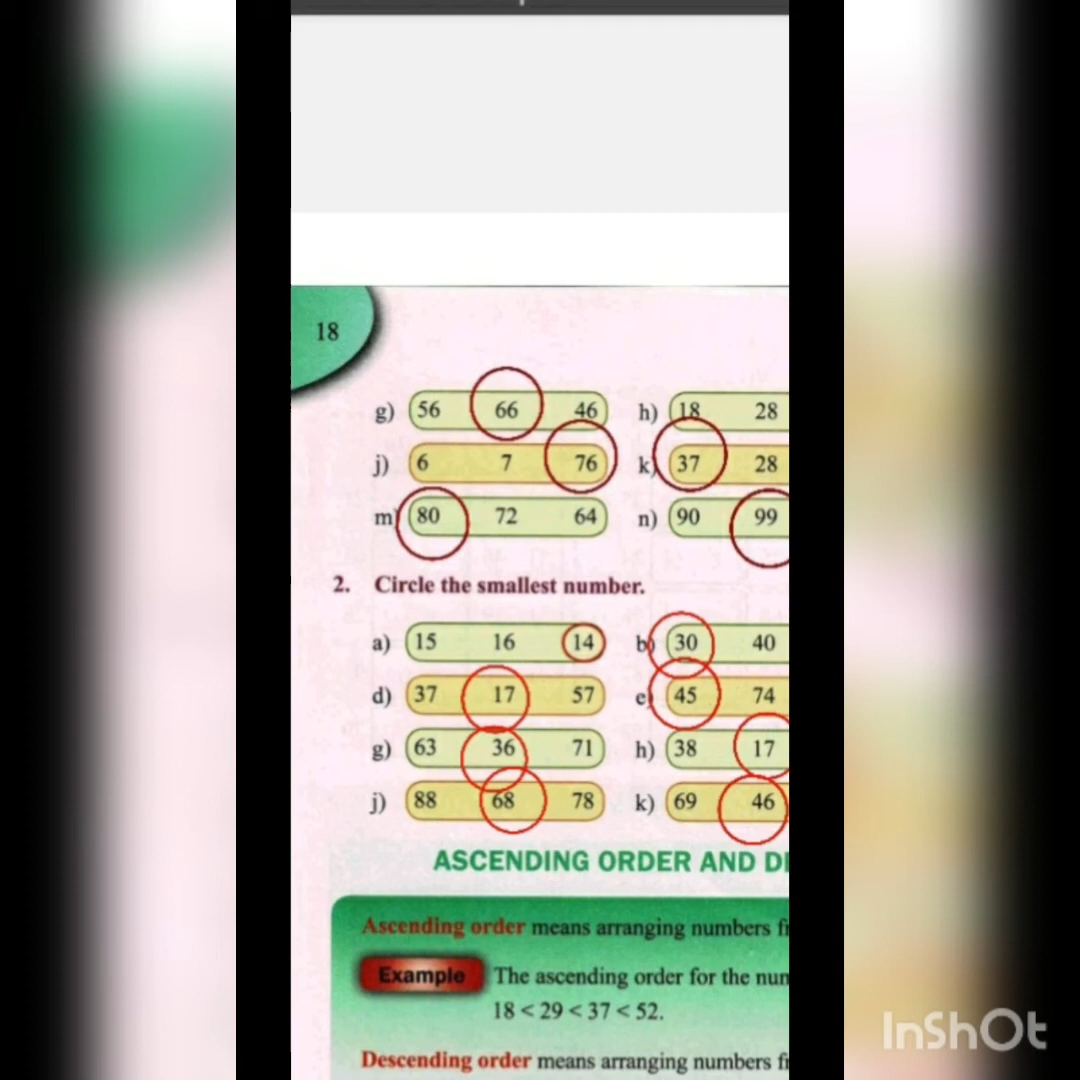 18
g) 56 66 46 h) 18 28
j) 6 7 76 k) 37 28
m) 80 72 64 n) 90 99
2. Circle the smallest number.
a) 15 16 14 b) 30 40
d) 37 17 57 e) 45 74
g) 63 36 71 h) 38 17
j) 88 68 78 k) 69 46
ASCENDING ORDER AND
Ascending order means arranging numbers
Example The ascending order for the
18 < 29 < 37 < 52.
Descending order means arranging numbers
InShOt